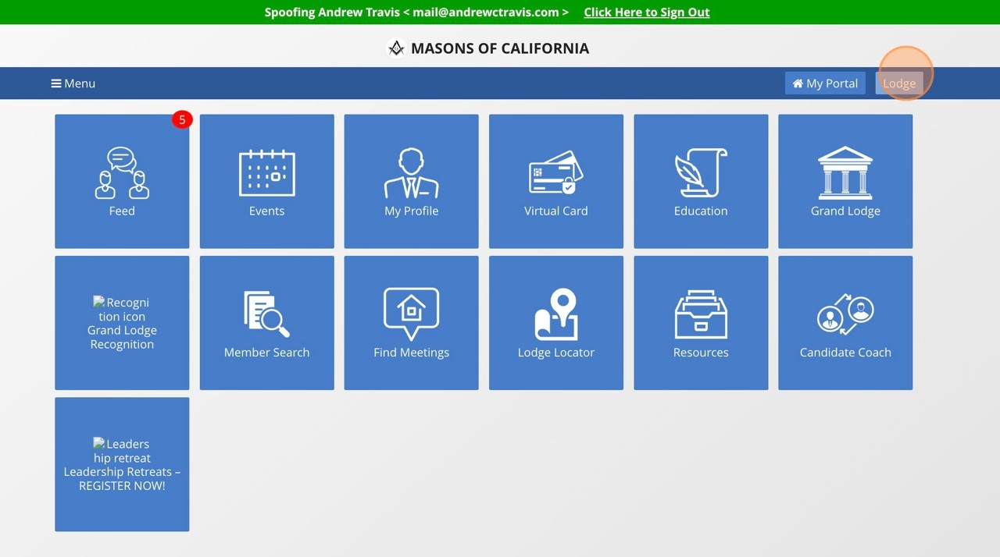 Spoofing Andrew Travis < mail@andrewctravis.com > Click Here to Sign Out
MASONS OF CALIFORNIA
Menu My Portal Lodge
5
Feed Events My Profile Virtual Card Education Grand Lodge
Recogni
tion icon
Grand Lodge
Recognition
Member Search Find Meetings Lodge Locator Resources Candidate Coach
Leaders
hip retreat
Leadership Retreats –
REGISTER NOW!